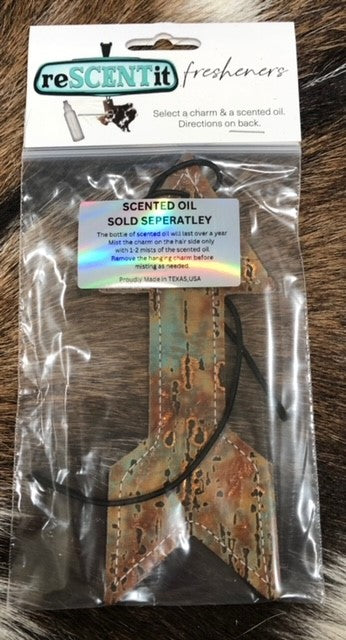 reSCENTit fresheners
Select a charm & a scented oil.
Directions on back.
SCENTED OIL
SOLD SEPERATLEY
The bottle of scented oil will last over a year
Mist the charm on the hair side only
with 1-2 mists of the scented oil.
Remove the hanging charm before
misting as needed.
Proudly Made in TEXAS,USA